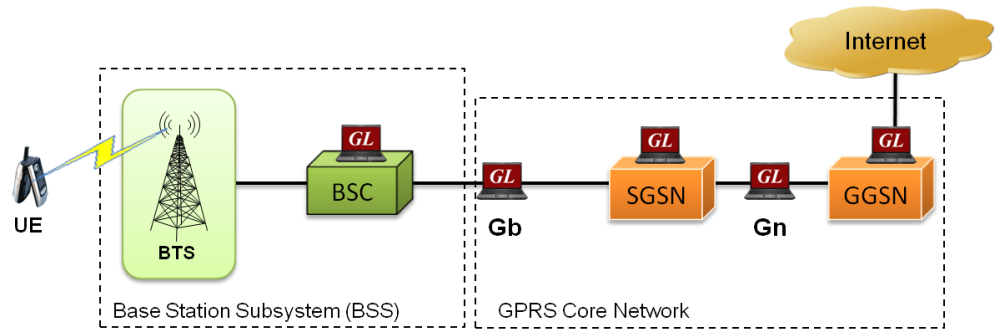 Internet
GL
GL
GL
GL
GL
BSC
SGSN
GGSN
UE
BTS
Gb
Gn
Base Station Subsystem (BSS)
GPRS Core Network